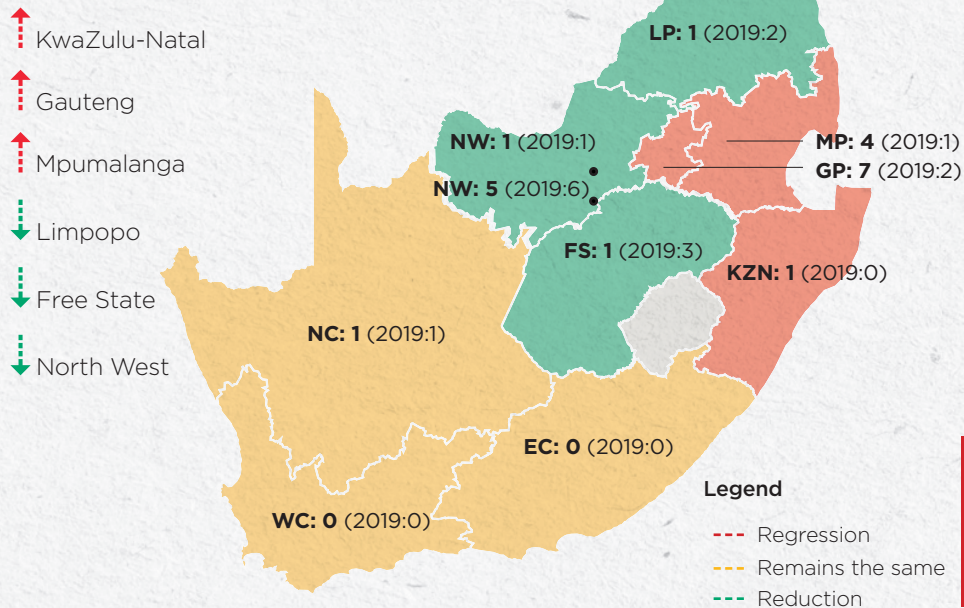 KwaZulu-Natal
Gauteng
Mpumalanga
Limpopo
Free State
North West
LP: 1 (2019:2)
NW: 1 (2019:1)
MP: 4 (2019:1)
GP: 7 (2019:2)
NW: 5 (2019:6)
FS: 1 (2019:3)
KZN: 1 (2019:0)
NC: 1 (2019:1)
EC: 0 (2019:0)
WC: 0 (2019:0)
Legend
Regression
Remains the same
Reduction